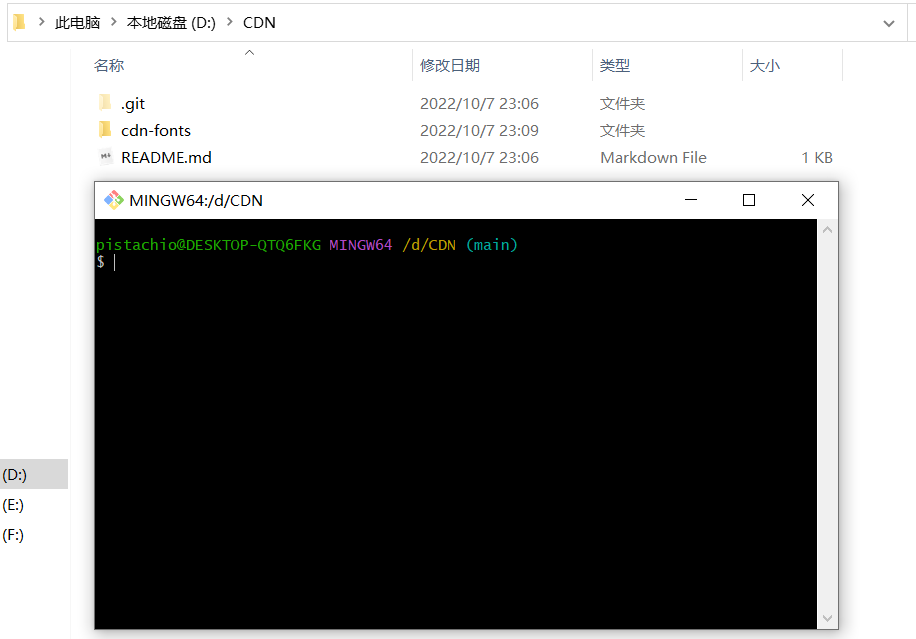 此电脑 > 本地磁盘 (D:) > CDN
名称 修改日期 类型 大小
.git 2022/10/7 23:06 文件夹
cdn-fonts 2022/10/7 23:09 文件夹
README.md 2022/10/7 23:06 Markdown File 1 KB
MINGW64:/d/CDN
pistachio@DESKTOP-QTQ6FKG MINGW64 /d/CDN (main)
$
(D:)
(E:)
(F:)